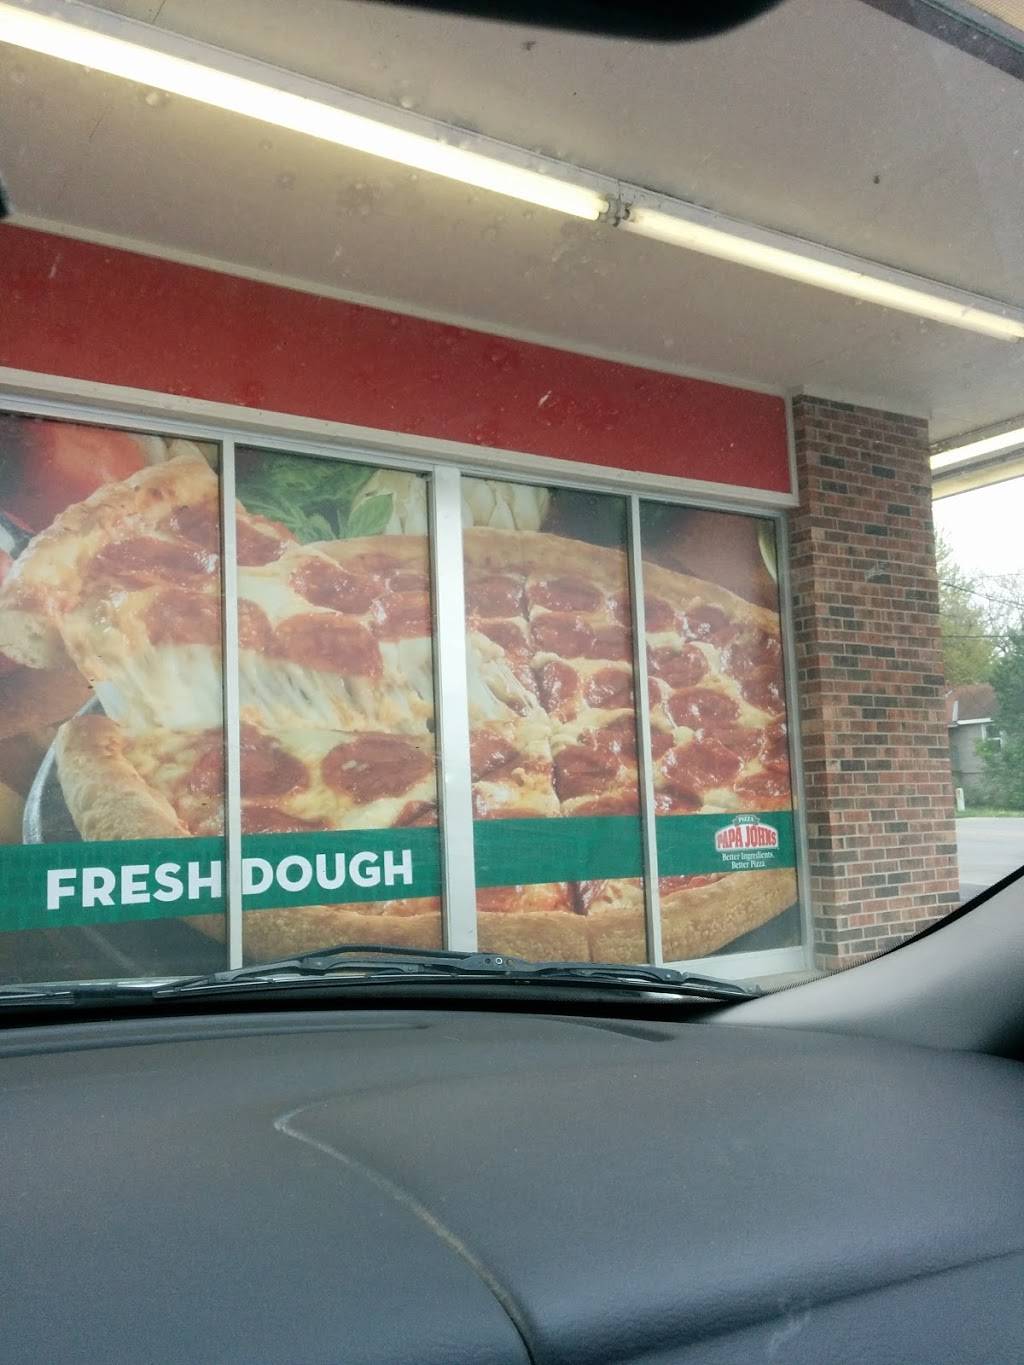 FRESH DOUGH
PIZZA
PAPA JOHNS
Better Ingredients.
Better Pizza.